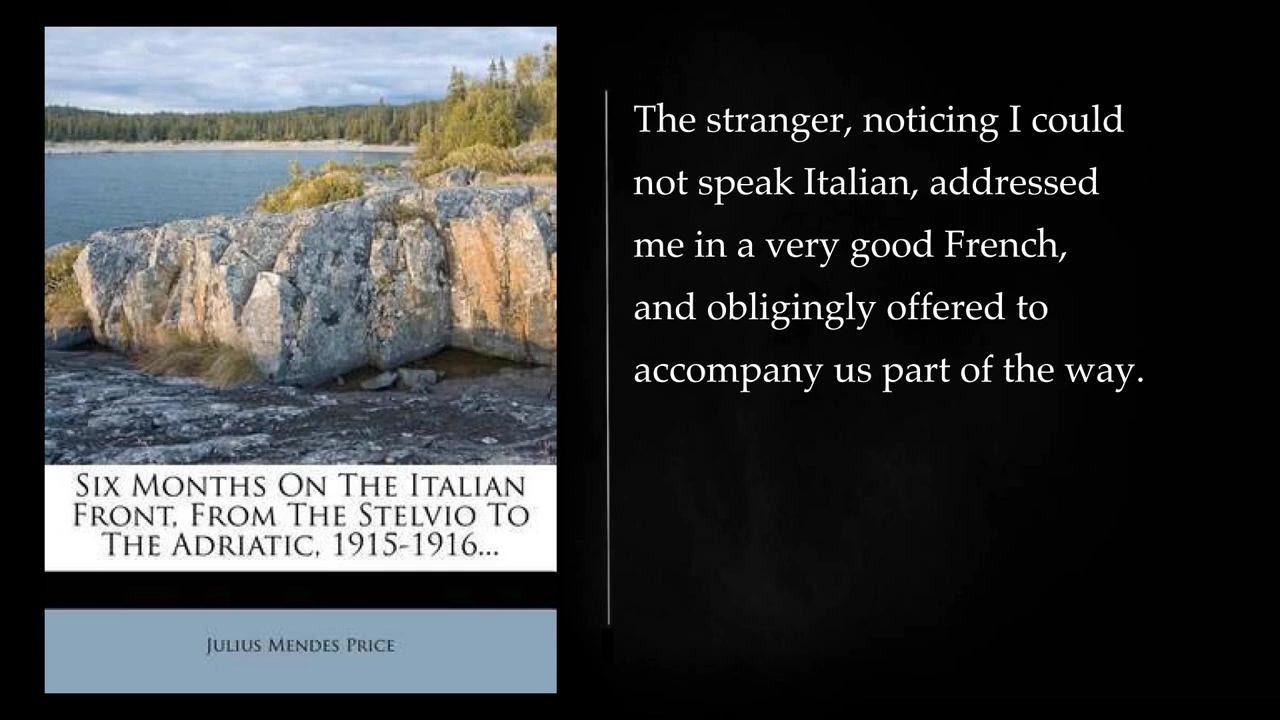 Six Months On The Italian
Front, From The Stelvio To
The Adriatic, 1915-1916...
Julius Mendes Price
The stranger, noticing I could
not speak Italian, addressed
me in a very good French,
and obligingly offered to
accompany us part of the way.